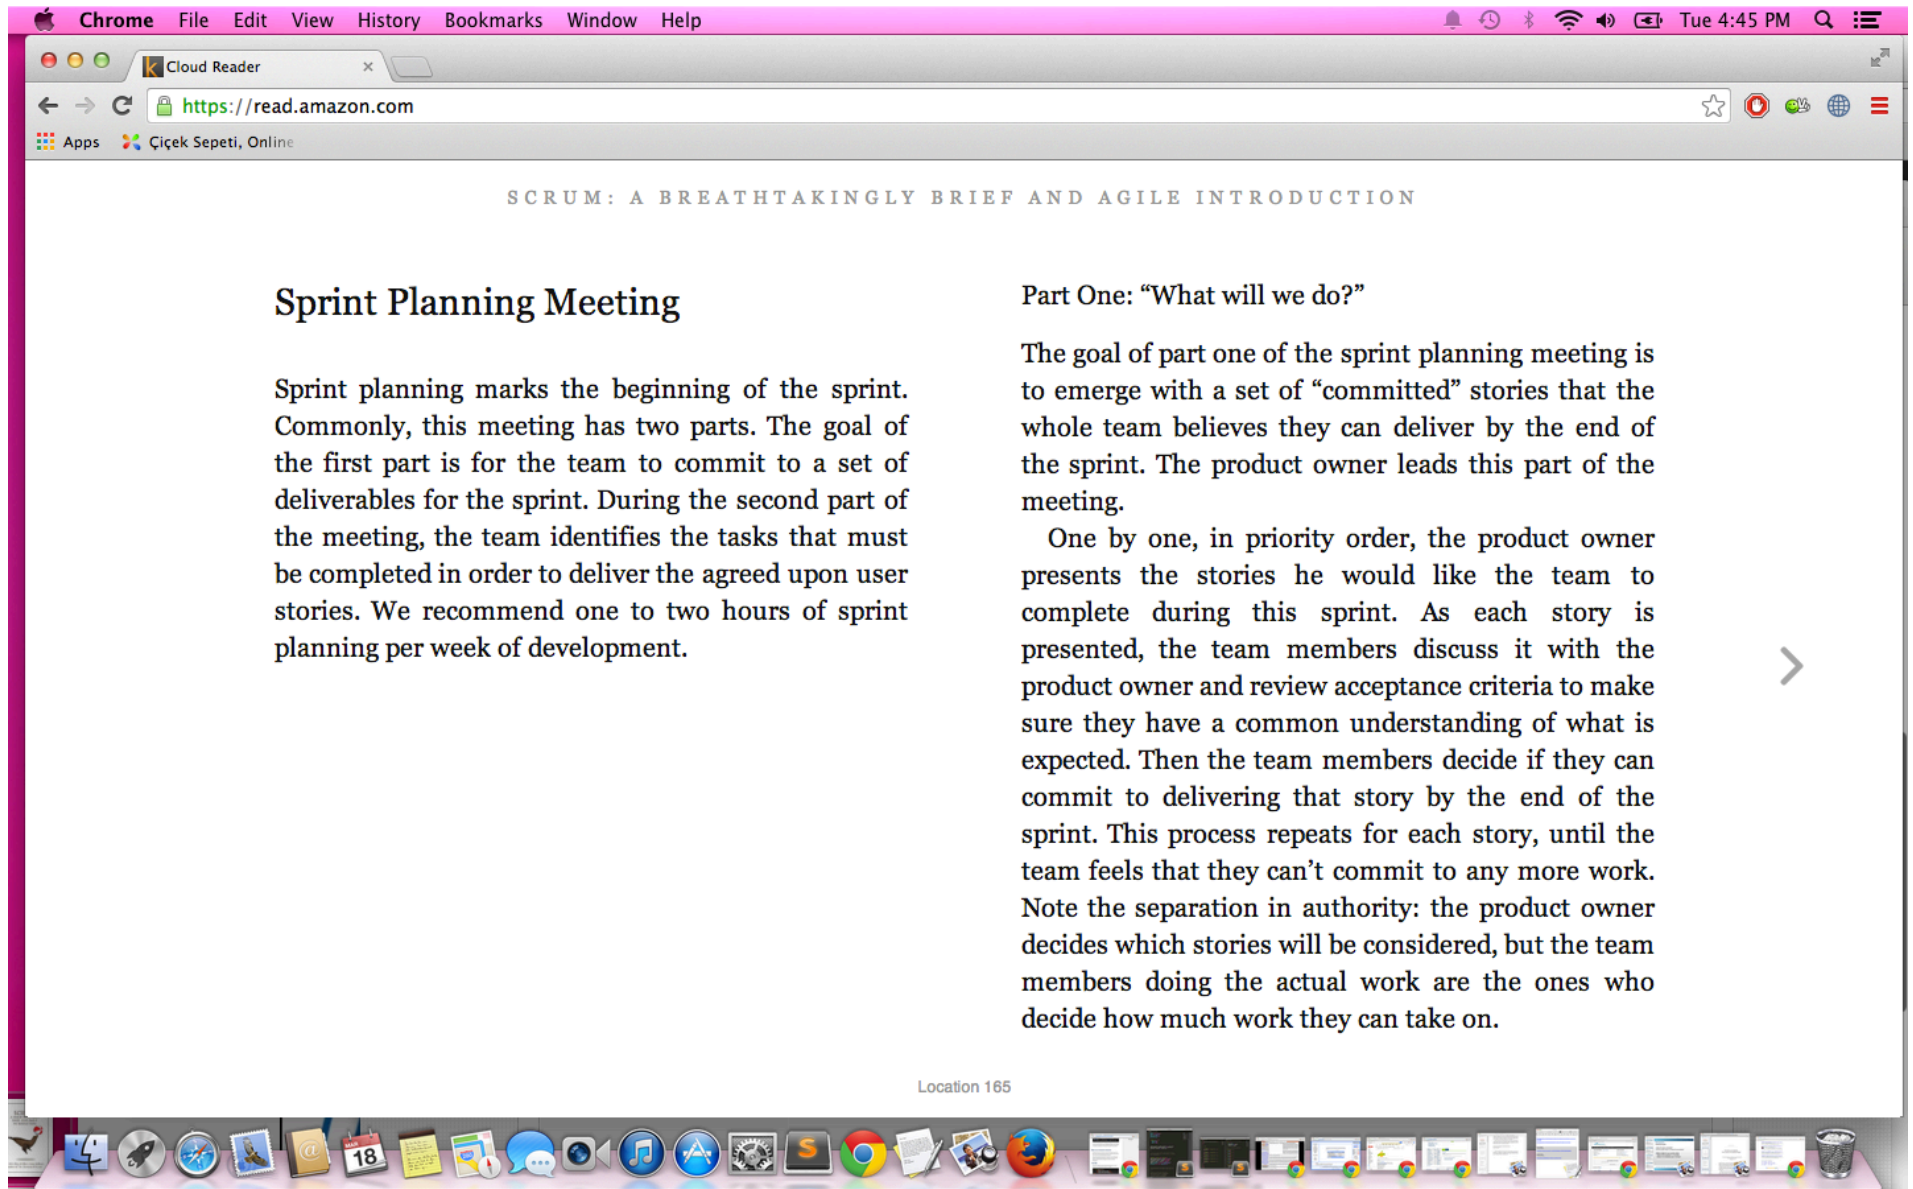 Chrome File Edit View History Bookmarks Window Help Tue 4:45 PM
Cloud Reader
https://read.amazon.com
Apps Çiçek Sepeti, Online
SCRUM: A BREATHTAKINGLY BRIEF AND AGILE INTRODUCTION
Sprint Planning Meeting
Sprint planning marks the beginning of the sprint.
Commonly, this meeting has two parts. The goal of
the first part is for the team to commit to a set of
deliverables for the sprint. During the second part of
the meeting, the team identifies the tasks that must
be completed in order to deliver the agreed upon user
stories. We recommend one to two hours of sprint
planning per week of development.
Part One: “What will we do?”
The goal of part one of the sprint planning meeting is
to emerge with a set of “committed” stories that the
whole team believes they can deliver by the end of
the sprint. The product owner leads this part of the
meeting.
One by one, in priority order, the product owner
presents the stories he would like the team to
complete during this sprint. As each story is
presented, the team members discuss it with the
product owner and review acceptance criteria to make
sure they have a common understanding of what is
expected. Then the team members decide if they can
commit to delivering that story by the end of the
sprint. This process repeats for each story, until the
team feels that they can’t commit to any more work.
Note the separation in authority: the product owner
decides which stories will be considered, but the team
members doing the actual work are the ones who
decide how much work they can take on.
Location 165
MAR
18